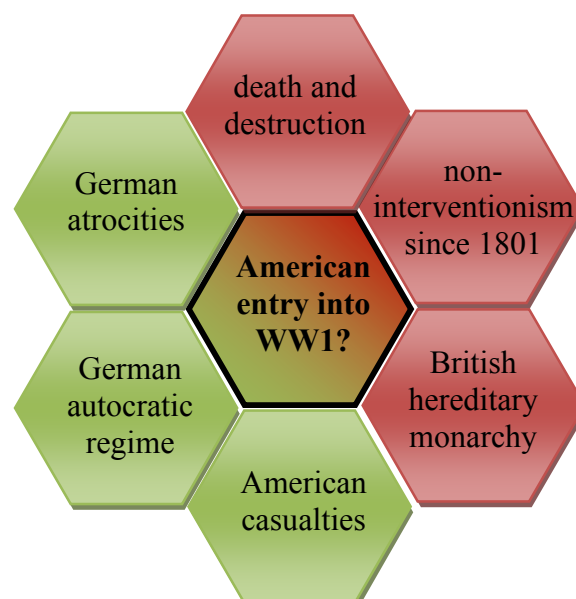 death and
destruction
German
atrocities
non-
interventionism
since 1801
American
entry into
WW1?
German
autocratic
regime
British
hereditary
monarchy
American
casualties